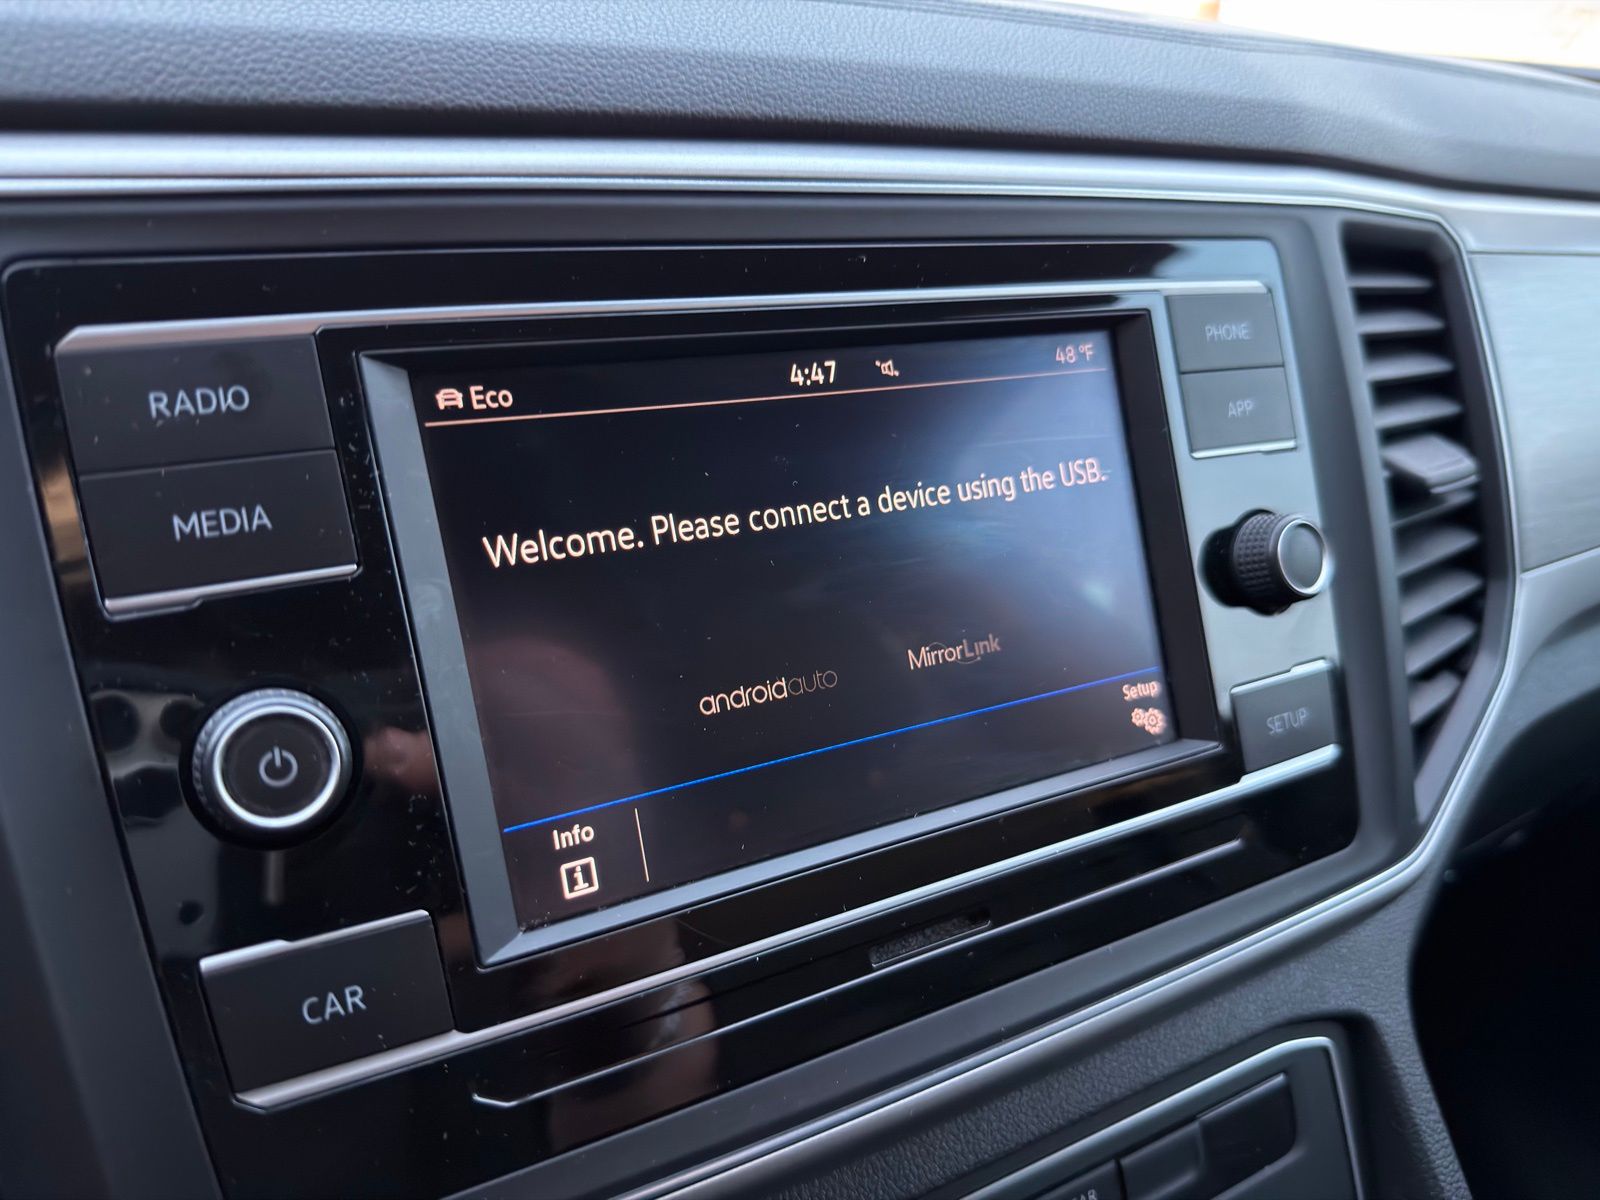 RADIO
MEDIA
CAR
Eco
4:47
48 °F
Welcome. Please connect a device using the USB.
androidauto
MirrorLink
Setup
Info
i
PHONE
APP
SETUP